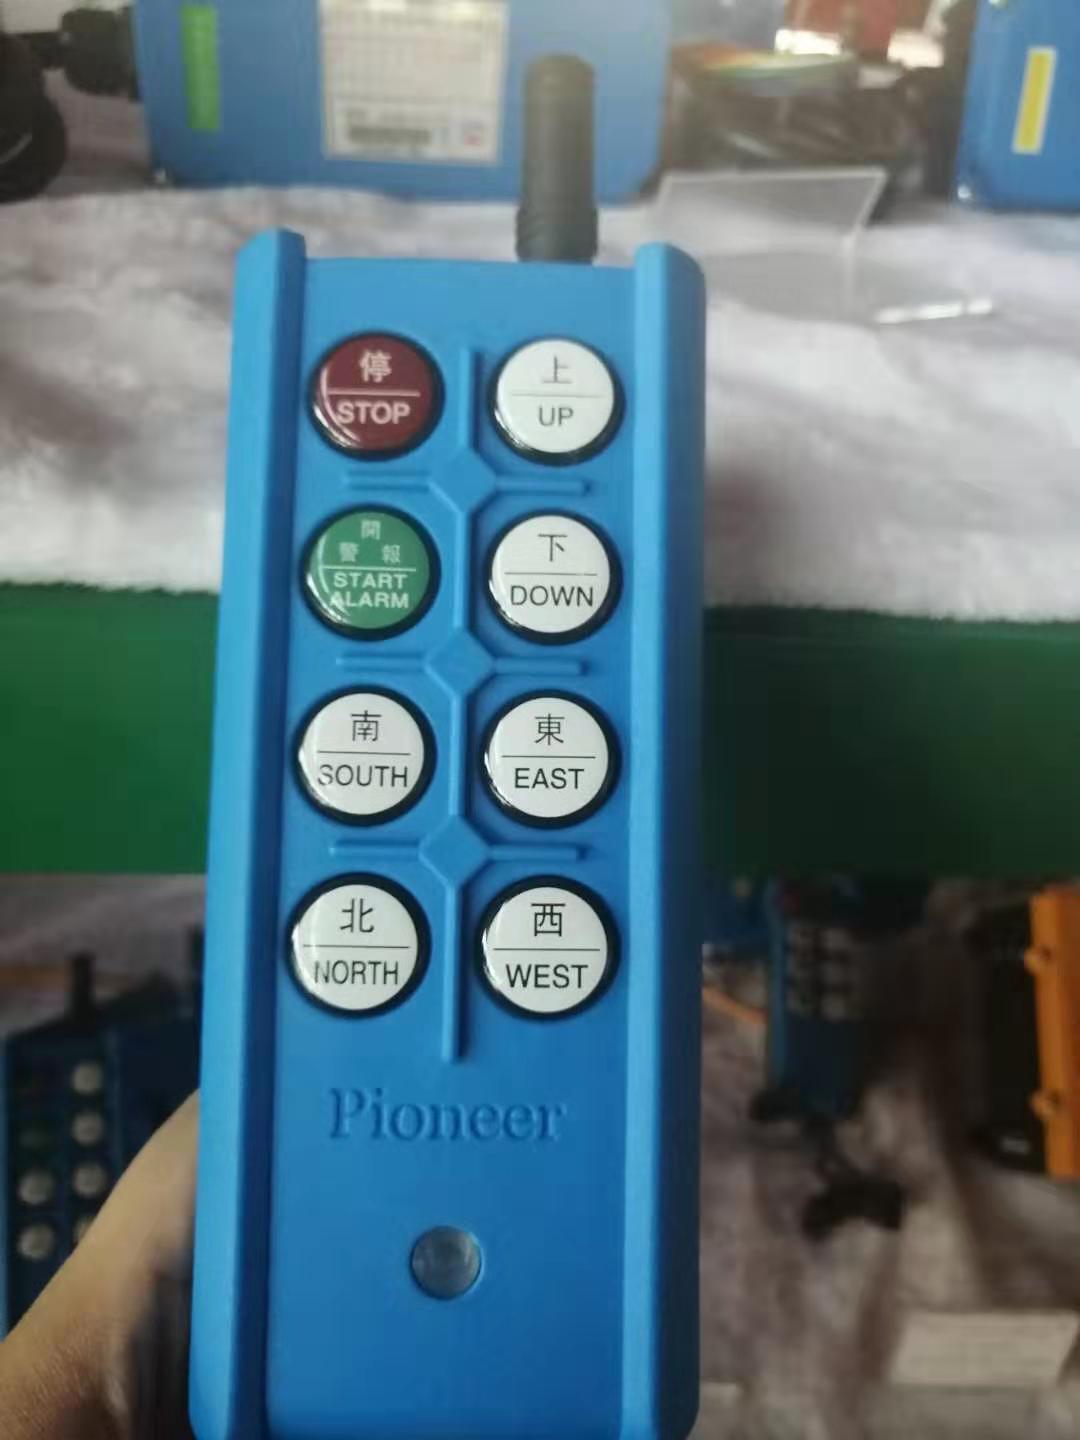 停
STOP
上
UP
開
警 報
START
ALARM
下
DOWN
南
SOUTH
東
EAST
北
NORTH
西
WEST
Pioneer